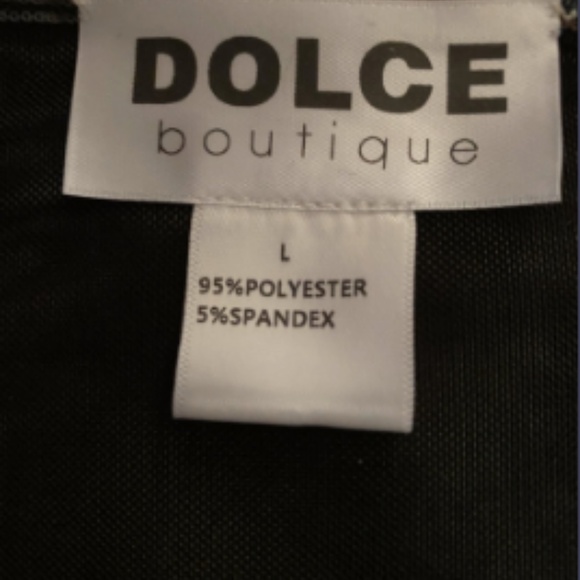 DOLCE
boutique
L
95%POLYESTER
5%SPANDEX